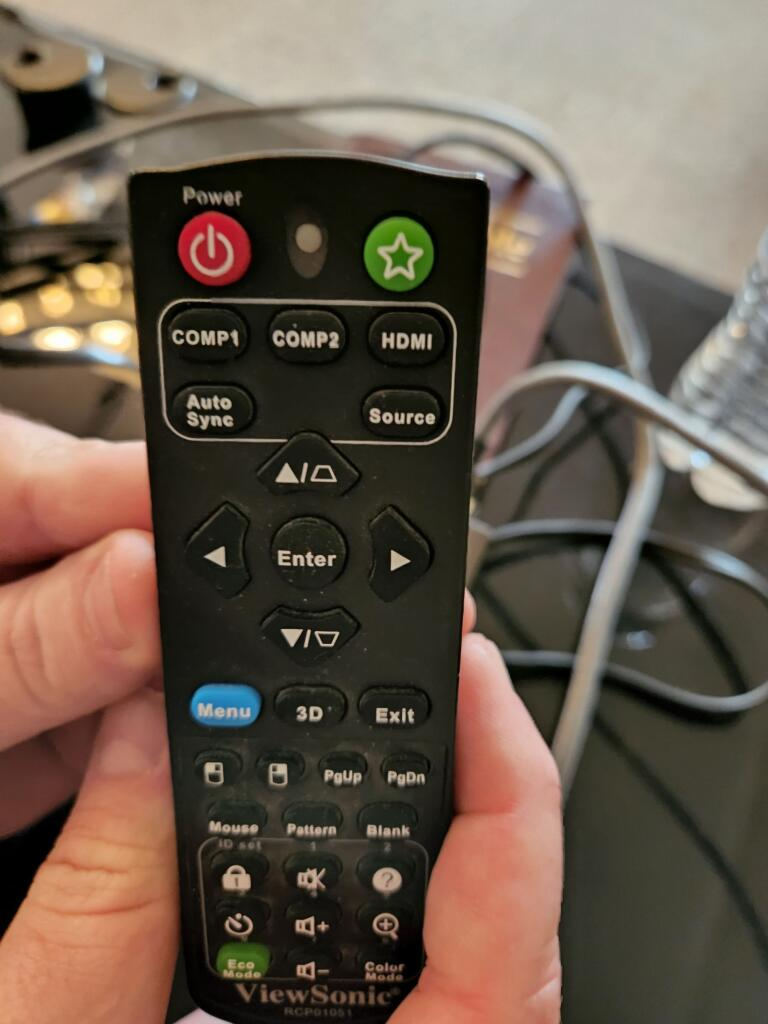 Power
COMP1 COMP2 HDMI
Auto
Sync
Source
Enter
Menu 3D Exit
PgUp PgDn
Mouse Pattern Blank
ID set 1 2
Eco
Mode
Color
Mode
ViewSonic®
RCP01051